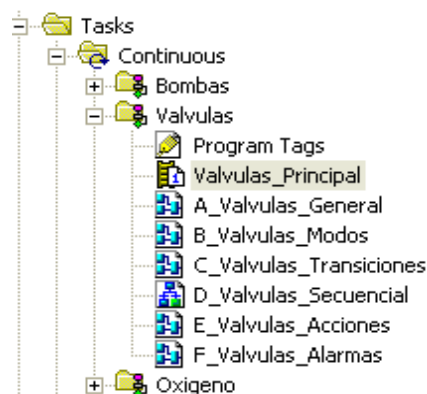 Tasks
Continuous
Bombas
Valvulas
Program Tags
Valvulas_Principal
A_Valvulas_General
B_Valvulas_Modos
C_Valvulas_Transiciones
D_Valvulas_Secuencial
E_Valvulas_Acciones
F_Valvulas_Alarmas
Oxigeno